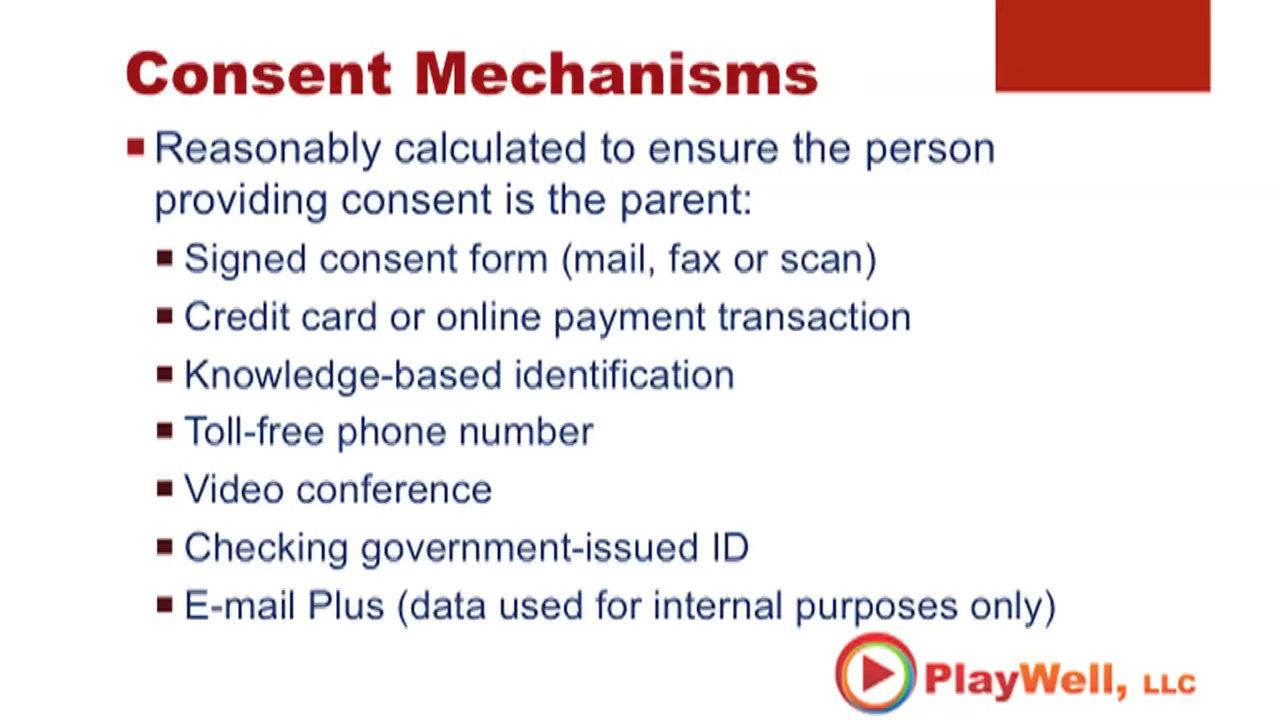 Consent Mechanisms
Reasonably calculated to ensure the person
providing consent is the parent:
Signed consent form (mail, fax or scan)
Credit card or online payment transaction
Knowledge-based identification
Toll-free phone number
Video conference
Checking government-issued ID
E-mail Plus (data used for internal purposes only)
PlayWell, LLC